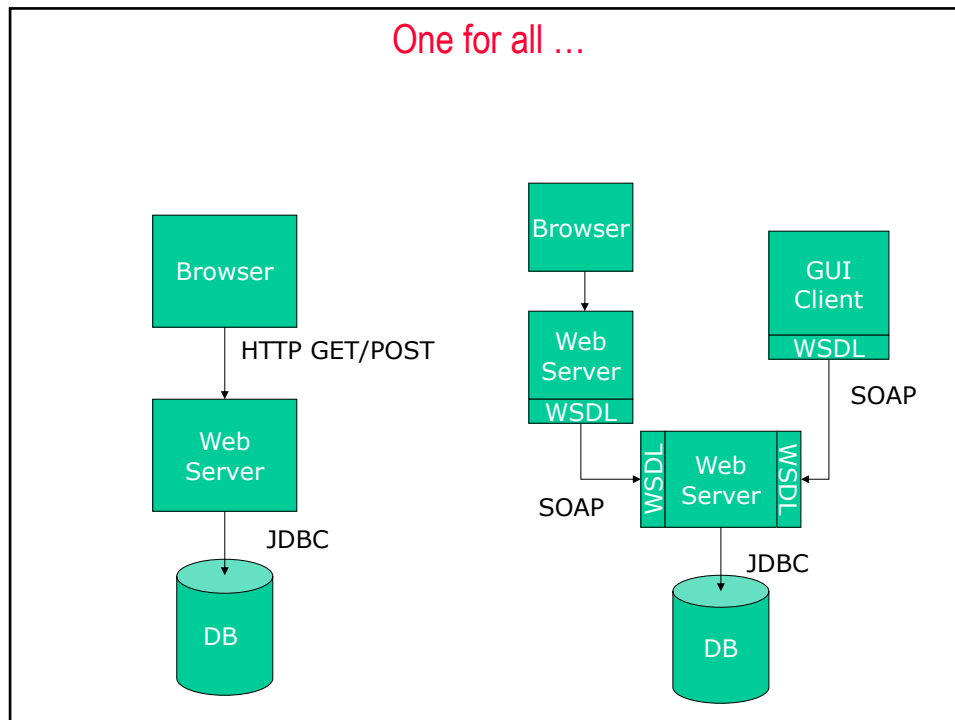 One for all …
Browser
HTTP GET/POST
Web
Server
JDBC
DB
Browser
Web
Server
WSDL
SOAP
GUI
Client
WSDL
SOAP
WSDL
Web
Server
WSDL
JDBC
DB